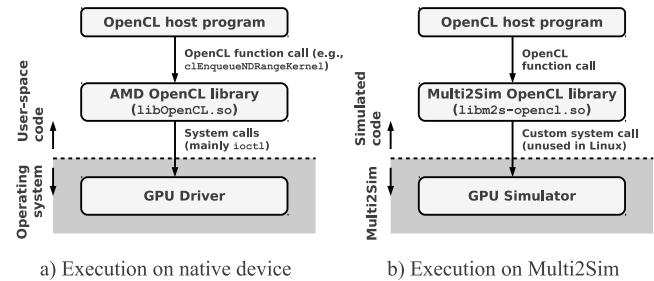 OpenCL host program
OpenCL function call (e.g.,
clEnqueueNDRangeKernel)
AMD OpenCL library
(libOpenCL.so)
User-space
code
System calls
(mainly ioctl)
Operating
system
GPU Driver
a) Execution on native device
OpenCL host program
OpenCL
function call
Multi2Sim OpenCL library
(libm2s-opencl.so)
Simulated
code
Custom system call
(unused in Linux)
Multi2Sim
GPU Simulator
b) Execution on Multi2Sim